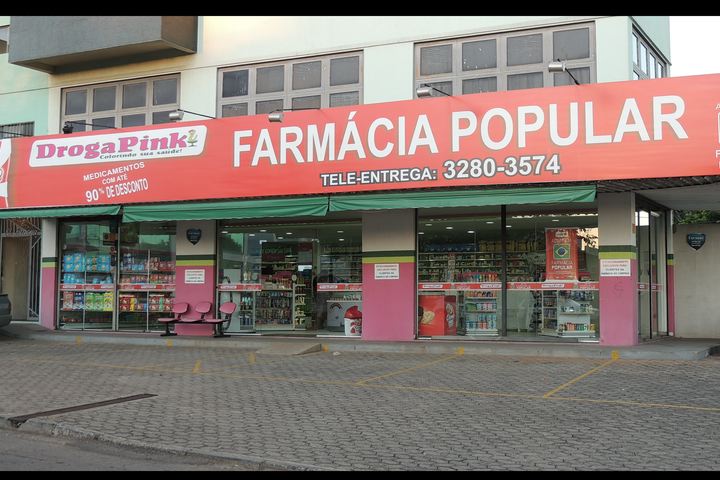 DrogaPink
Colorindo sua saúde!
MEDICAMENTOS
COM ATÉ
90% DE DESCONTO
FARMÁCIA POPULAR
TELE-ENTREGA: 3280-3574